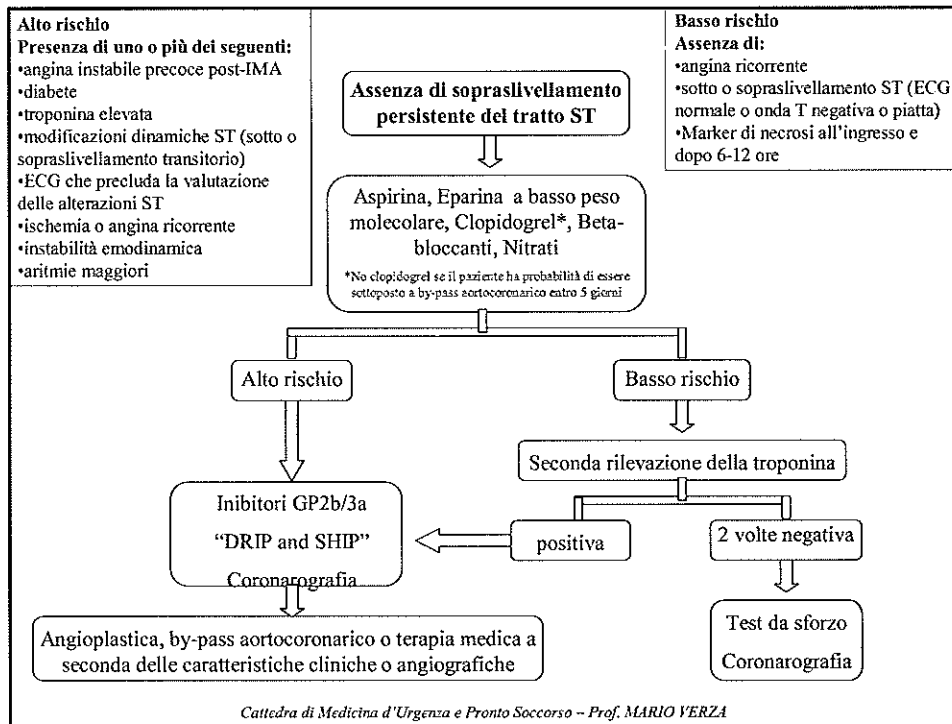 Alto rischio
Presenza di uno o più dei seguenti:
•angina instabile precoce post-IMA
•diabete
•troponina elevata
•modificazioni dinamiche ST (sotto o
sopraslivellamento transitorio)
•ECG che precluda la valutazione
delle alterazioni ST
•ischemia o angina ricorrente
•instabilità emodinamica
•aritmie maggiori
Basso rischio
Assenza di:
•angina ricorrente
•sotto o sopraslivellamento ST (ECG
normale o onda T negativa o piatta)
•Marker di necrosi all'ingresso e
dopo 6-12 ore
Assenza di sopraslivellamento
persistente del tratto ST
Aspirina, Eparina a basso peso
molecolare, Clopidogrel*, Beta-
bloccanti, Nitrati
*No clopidogrel se il paziente ha probabilità di essere
sottoposto a by-pass aortocoronarico entro 5 giorni
Alto rischio
Basso rischio
Seconda rilevazione della troponina
Inibitori GP2b/3a
“DRIP and SHIP”
Coronarografia
positiva
2 volte negativa
Angioplastica, by-pass aortocoronarico o terapia medica a
seconda delle caratteristiche cliniche o angiografiche
Test da sforzo
Coronarografia
Cattedra di Medicina d'Urgenza e Pronto Soccorso – Prof. MARIO VERZA